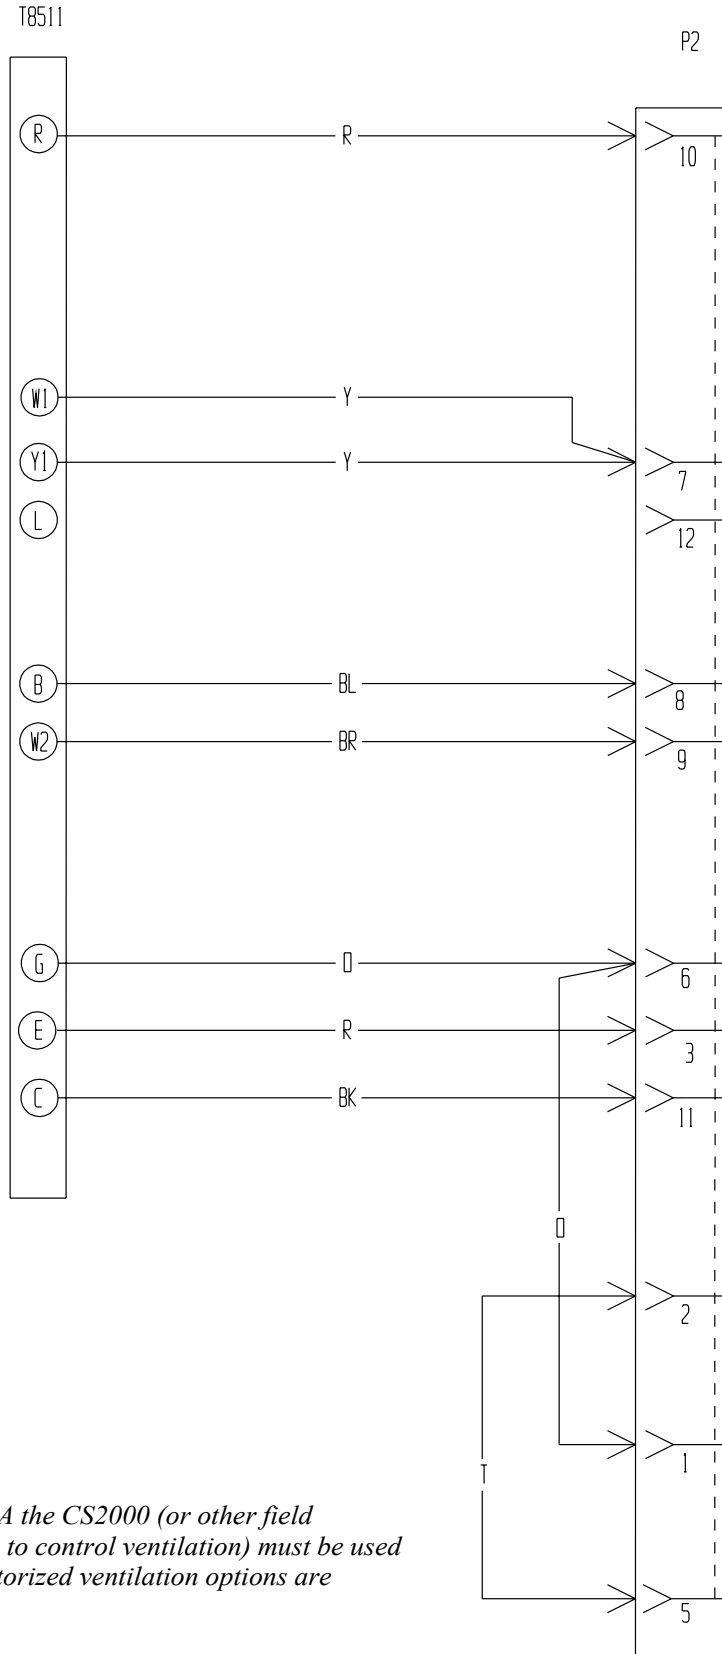 T8511
P2
R R 10
W1 Y
Y1 Y 7
L 12
B BL 8
W2 BR 9
G O 6
E R 3
C BK 11
O
2
1
T
A the CS2000 (or other field
to control ventilation) must be used
torized ventilation options are
5